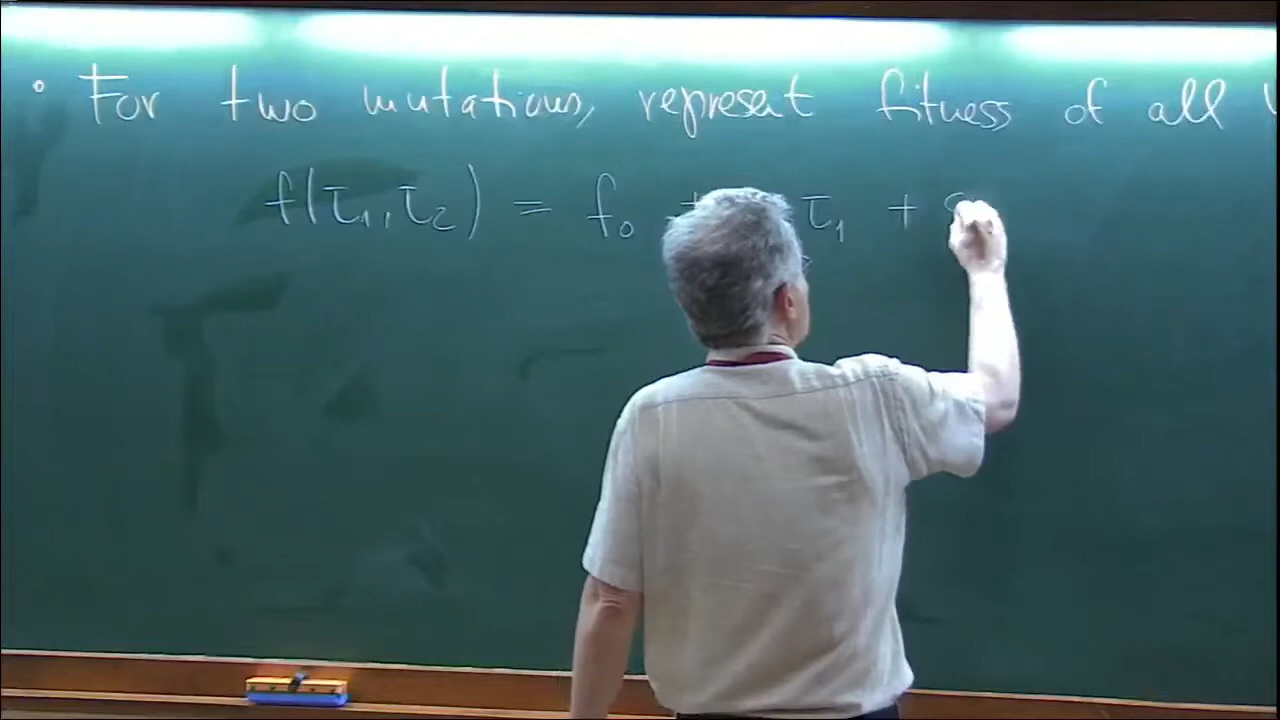 • For two mutations, represent fitness of all
f(τ₁,τ₂) = f₀ + τ₁ +